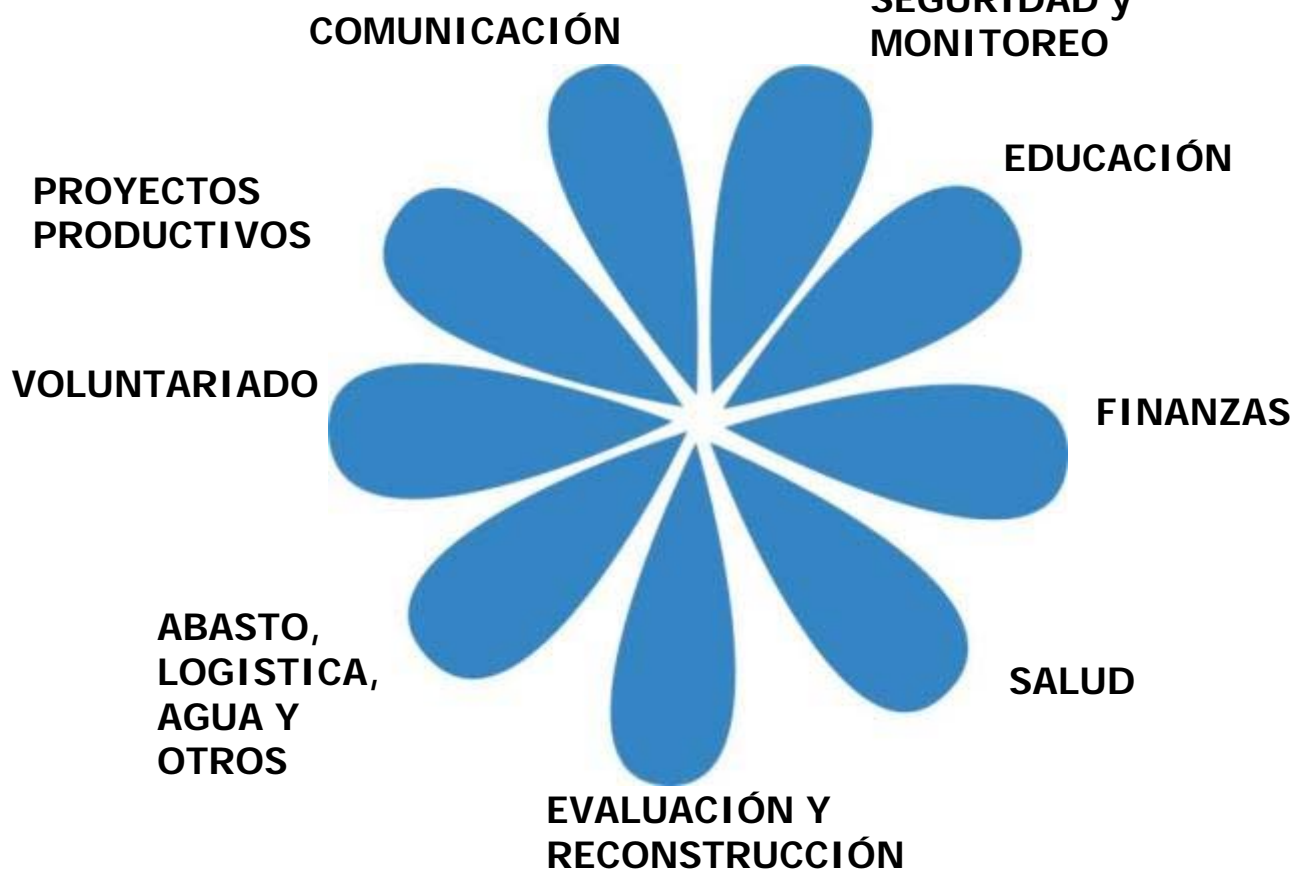 SEGURIDAD y
MONITOREO
COMUNICACIÓN
EDUCACIÓN
PROYECTOS
PRODUCTIVOS
VOLUNTARIADO
FINANZAS
ABASTO,
LOGISTICA,
AGUA Y
OTROS
SALUD
EVALUACIÓN Y
RECONSTRUCCIÓN